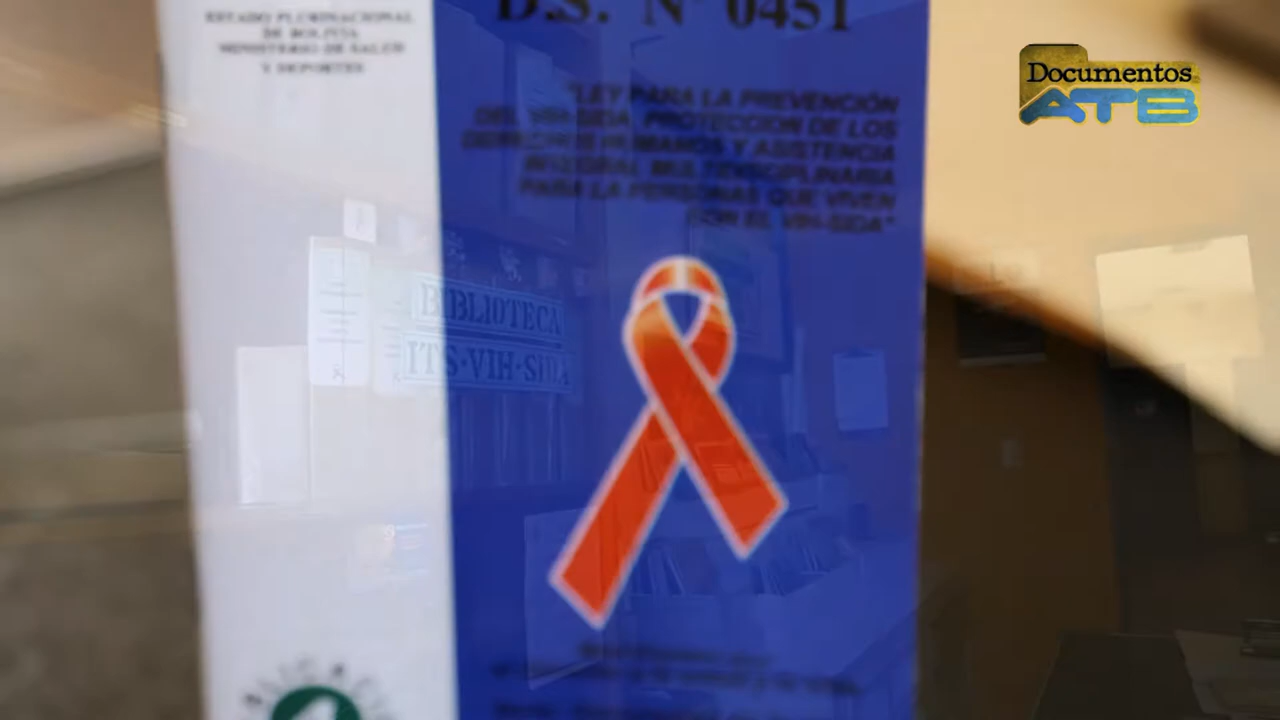 ESTADO PLURINACIONAL
DE BOLIVIA
MINISTERIO DE SALUD
Y DEPORTES
D.S. N° 0451
"LEY PARA LA PREVENCIÓN
DEL VIH-SIDA, PROTECCION DE LOS
DERECHOS HUMANOS Y ASISTENCIA
INTEGRAL MULTIDISCIPLINARIA
PARA LA PERSONAS QUE VIVEN
CON EL VIH-SIDA"
Documentos
ATB
BIBLIOTECA
ITS·VIH·SIDA